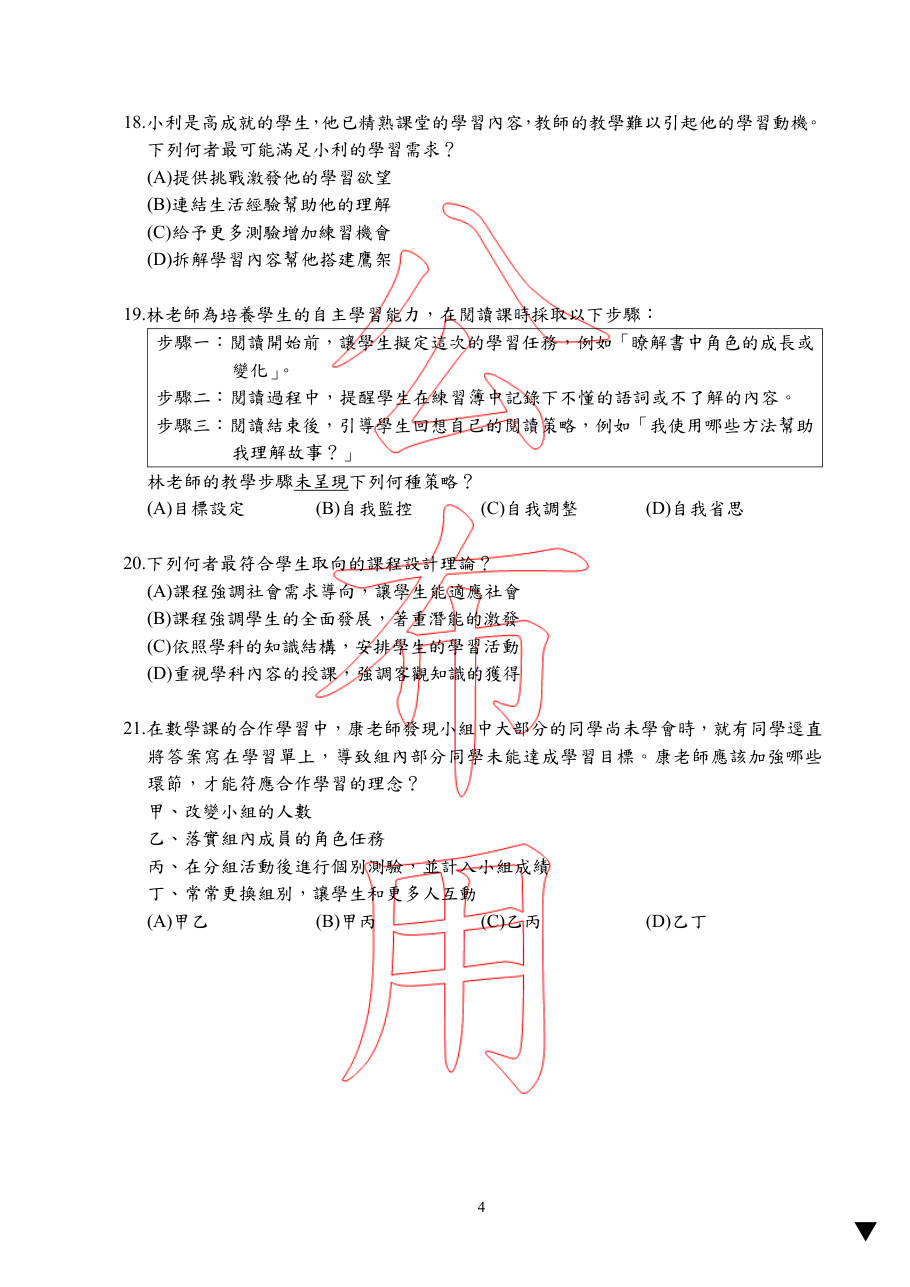 18.小利是高成就的學生，他已精熟課堂的學習內容，教師的教學難以引起他的學習動機。
下列何者最可能滿足小利的學習需求？
(A)提供挑戰激發他的學習欲望
(B)連結生活經驗幫助他的理解
(C)給予更多測驗增加練習機會
(D)拆解學習內容幫他搭建鷹架
19.林老師為培養學生的自主學習能力，在閱讀課時採取以下步驟：
步驟一：閱讀開始前，讓學生擬定這次的學習任務，例如「瞭解書中角色的成長或
變化」。
步驟二：閱讀過程中，提醒學生在練習簿中記錄下不懂的語詞或不了解的內容。
步驟三：閱讀結束後，引導學生回想自己的閱讀策略，例如「我使用哪些方法幫助
我理解故事？」
林老師的教學步驟未呈現下列何種策略？
(A)目標設定 (B)自我監控 (C)自我調整 (D)自我省思
20.下列何者最符合學生取向的課程設計理論？
(A)課程強調社會需求導向，讓學生能適應社會
(B)課程強調學生的全面發展，著重潛能的激發
(C)依照學科的知識結構，安排學生的學習活動
(D)重視學科內容的授課，強調客觀知識的獲得
21.在數學課的合作學習中，康老師發現小組中大部分的同學尚未學會時，就有同學逕直
將答案寫在學習單上，導致組內部分同學未能達成學習目標。康老師應該加強哪些
環節，才能符應合作學習的理念？
甲、改變小組的人數
乙、落實組內成員的角色任務
丙、在分組活動後進行個別測驗，並計入小組成績
丁、常常更換組別，讓學生和更多人互動
(A)甲乙 (B)甲丙 (C)乙丙 (D)乙丁
公布用
4